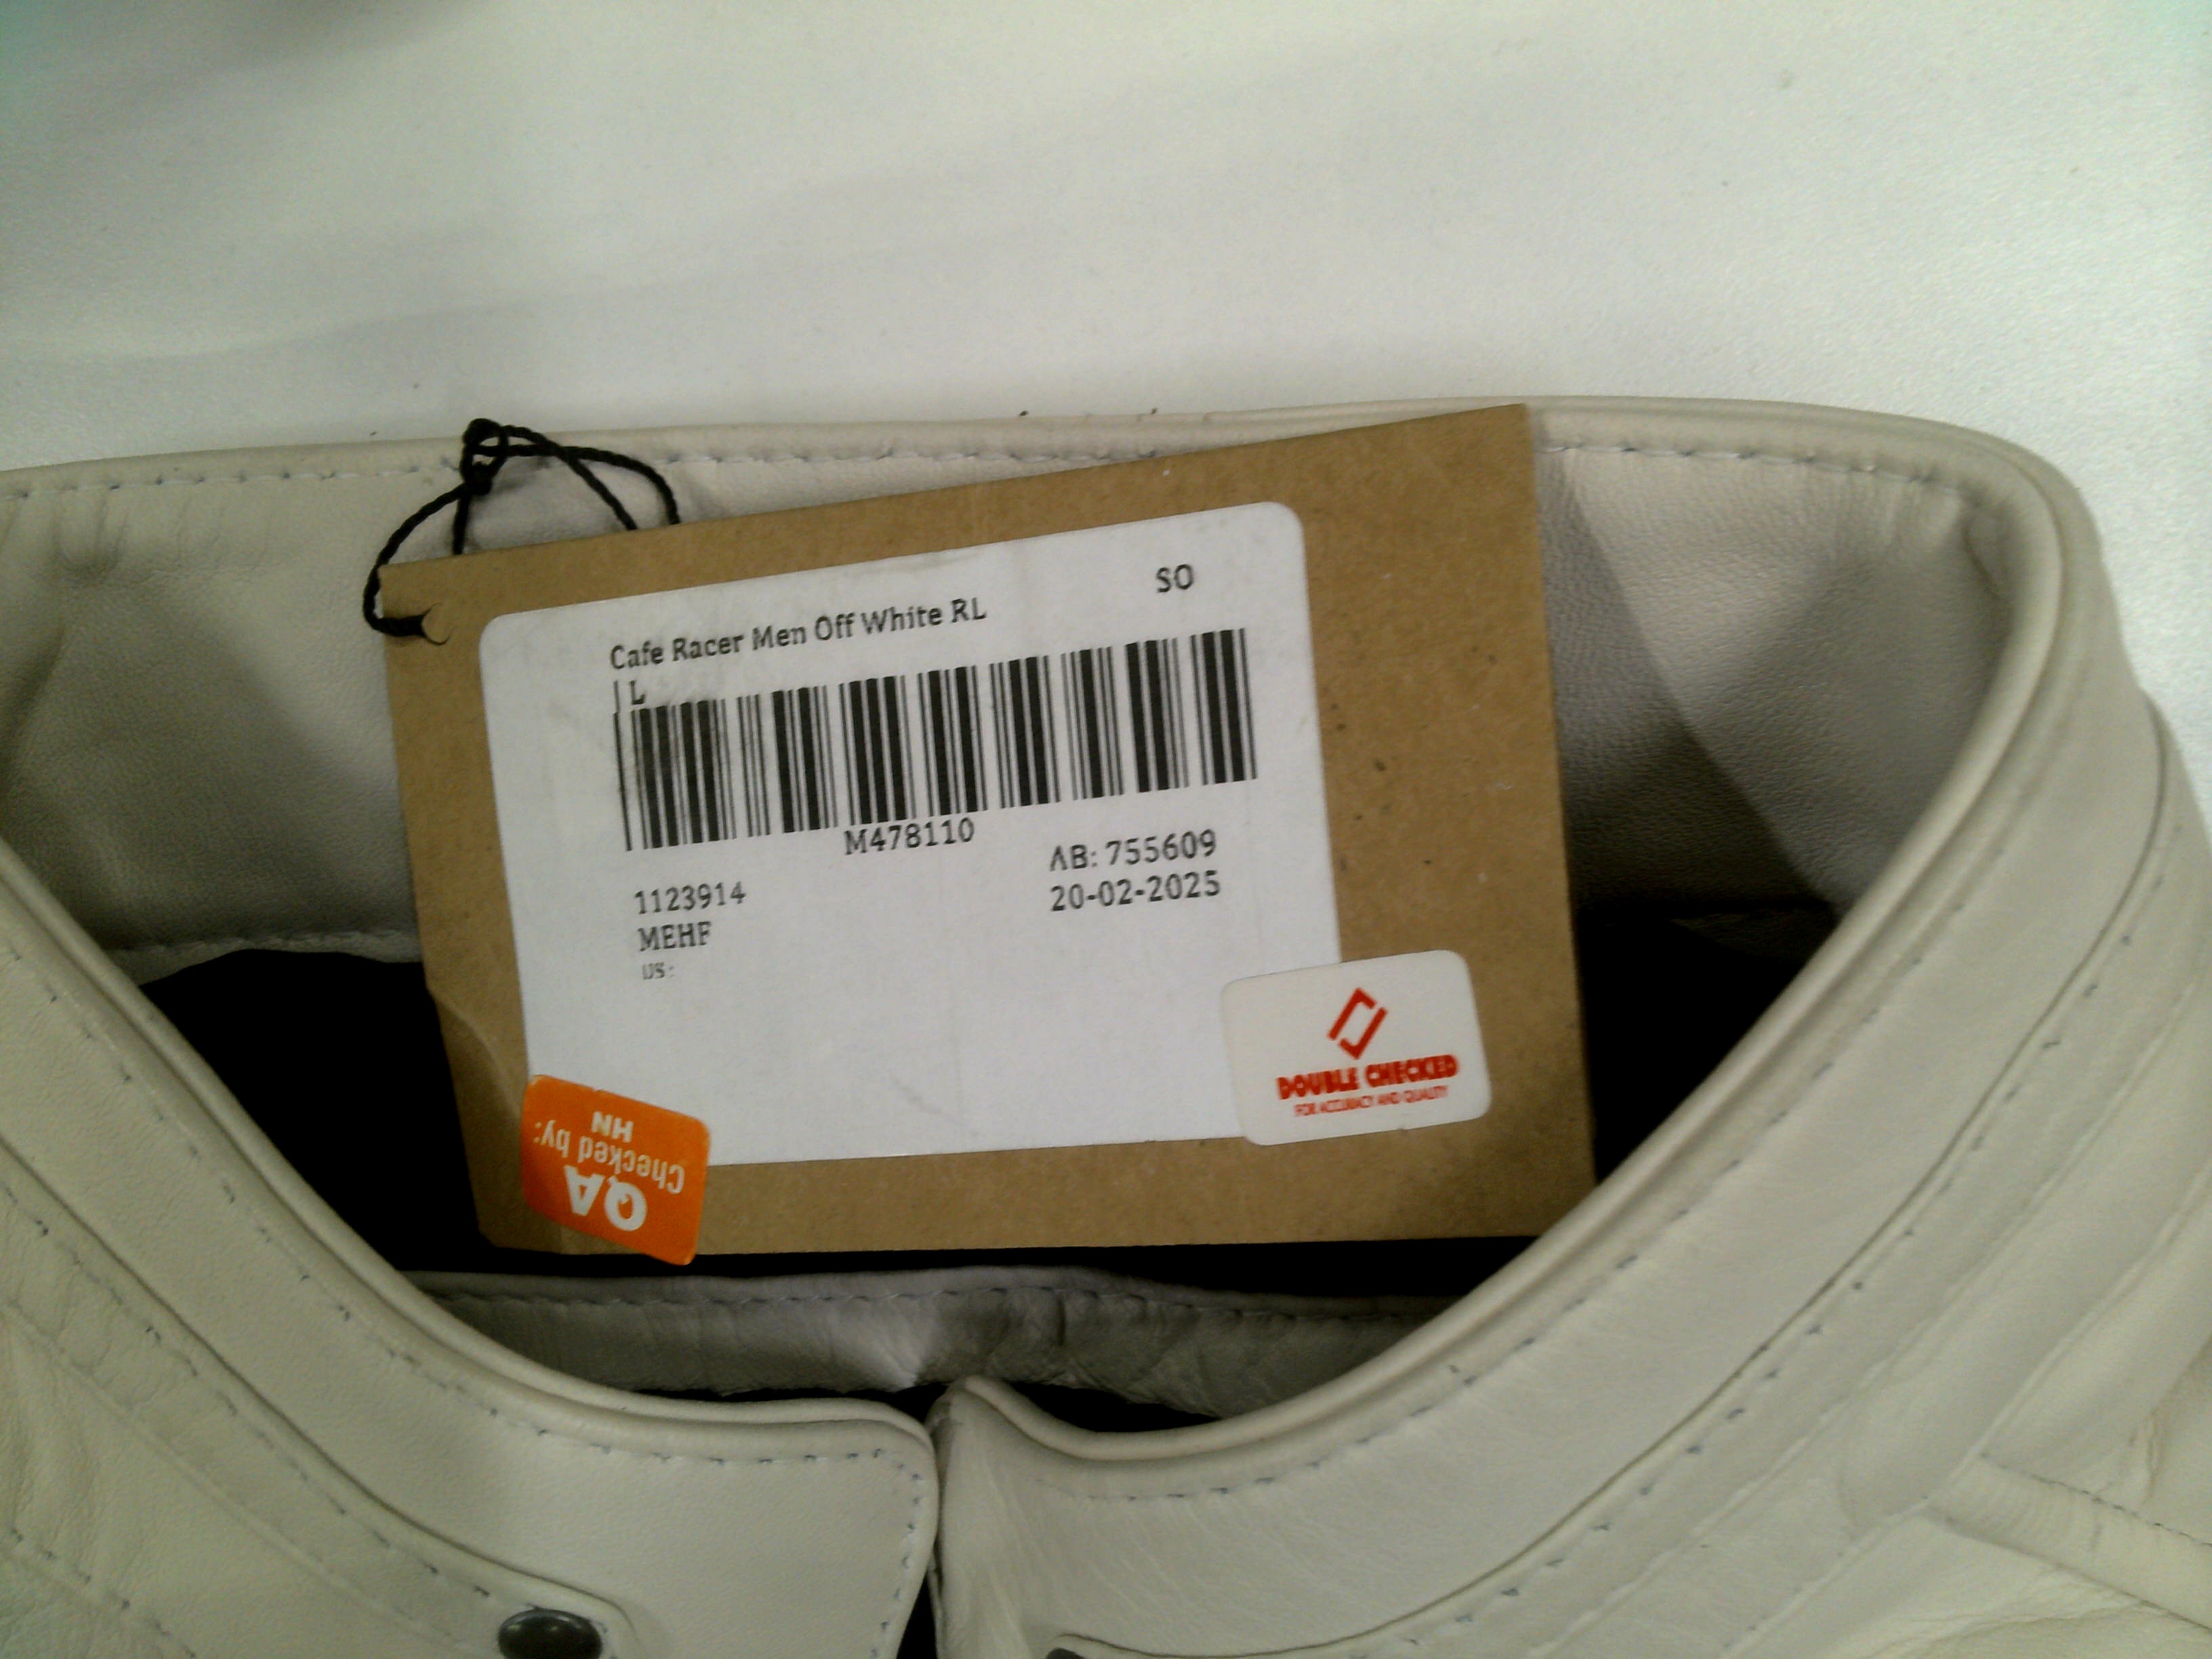 Cafe Racer Men Off White RL
SO
| L
M478110
1123914
AB: 755609
MEHF
20-02-2025
US:
DOUBLE CHECKED
FOR ACCURACY AND QUALITY
QA
Checked by:
HN